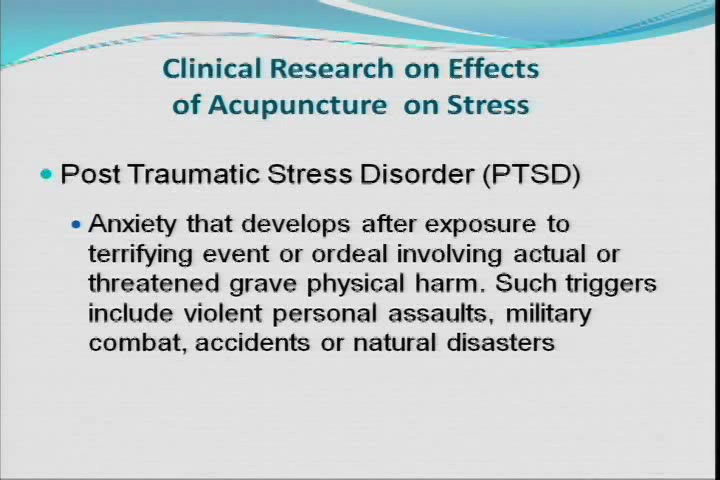 Clinical Research on Effects
of Acupuncture on Stress
Post Traumatic Stress Disorder (PTSD)
Anxiety that develops after exposure to
terrifying event or ordeal involving actual or
threatened grave physical harm. Such triggers
include violent personal assaults, military
combat, accidents or natural disasters